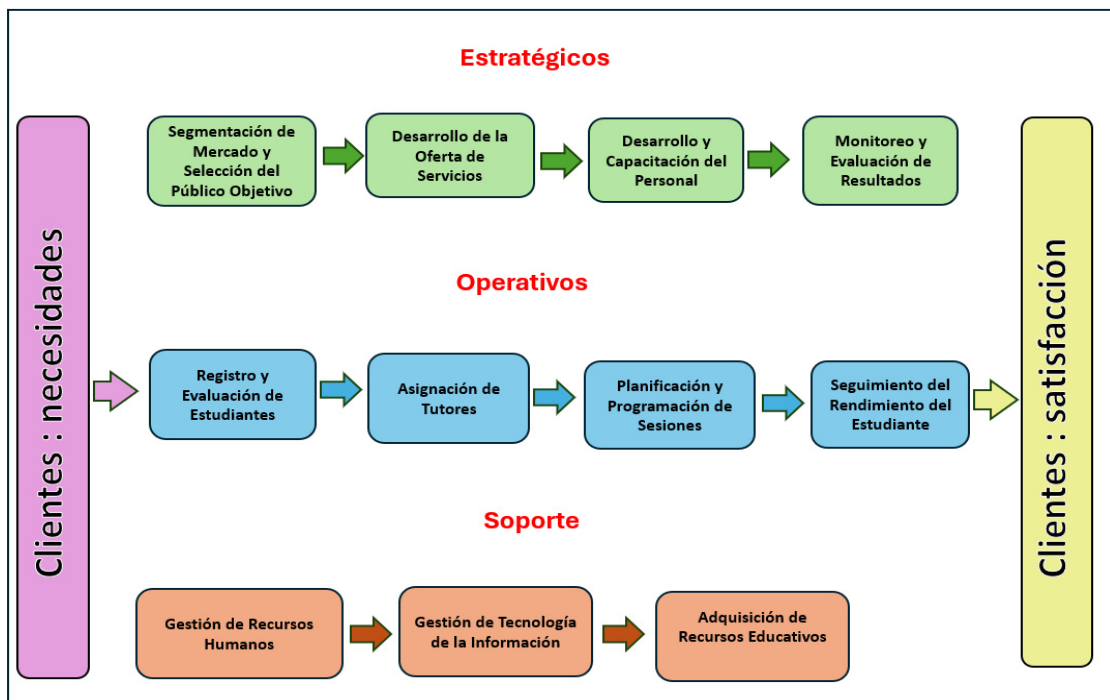 Estratégicos
Clientes : necesidades
Segmentación de
Mercado y
Selección del
Público Objetivo
Desarrollo de la
Oferta de
Servicios
Desarrollo y
Capacitación del
Personal
Monitoreo y
Evaluación de
Resultados
Clientes : satisfacción
Operativos
Registro y
Evaluación de
Estudiantes
Asignación de
Tutores
Planificación y
Programación de
Sesiones
Seguimiento del
Rendimiento del
Estudiante
Soporte
Gestión de Recursos
Humanos
Gestión de Tecnología
de la Información
Adquisición de
Recursos Educativos